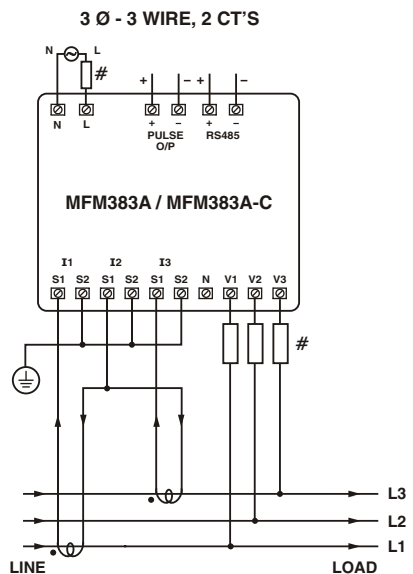 3 Ø - 3 WIRE, 2 CT'S
N L
#
+ – + –
N L + – + –
PULSE O/P RS485
MFM383A / MFM383A-C
I1 I2 I3
S1 S2 S1 S2 S1 S2 N V1 V2 V3
#
L3
L2
L1
LINE LOAD